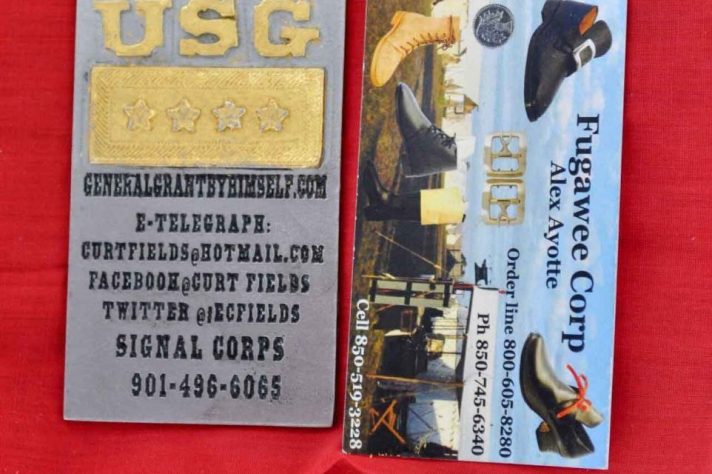 USG
GENERALGRANTBYHIMSELF.COM
E-TELEGRAPH:
CURTFIELDS@HOTMAIL.COM
FACEBOOK@CURT FIELDS
TWITTER @JECFIELDS
SIGNAL CORPS
901-496-6065
Fugawee Corp
Alex Ayotte
Order line 800-605-8280
Ph 850-745-6340
Cell 850-519-3228